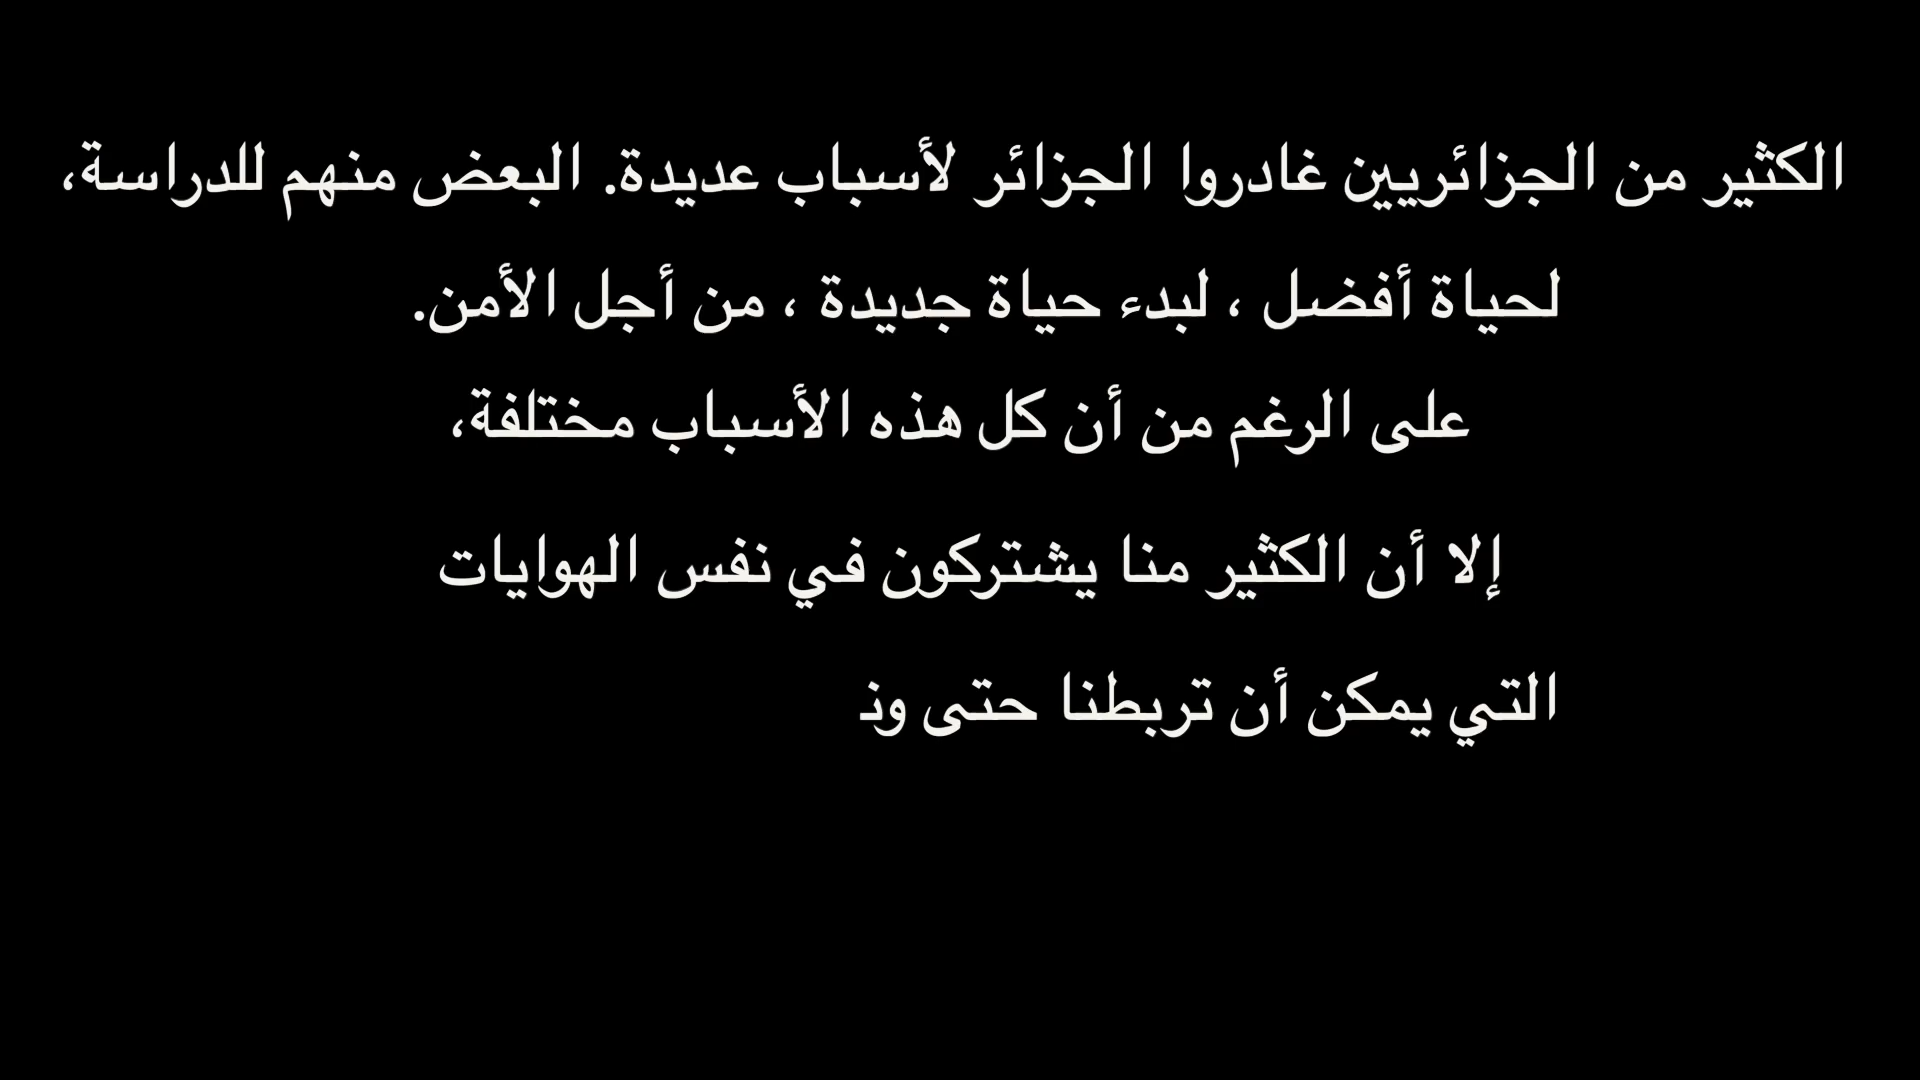 الكثير من الجزائريين غادروا الجزائر لأسباب عديدة. البعض منهم للدراسة،
لحياة أفضل ، لبدء حياة جديدة ، من أجل الأمن.
على الرغم من أن كل هذه الأسباب مختلفة،
إلا أن الكثير منا يشتركون في نفس الهوايات
التي يمكن أن تربطنا حتى ونـ